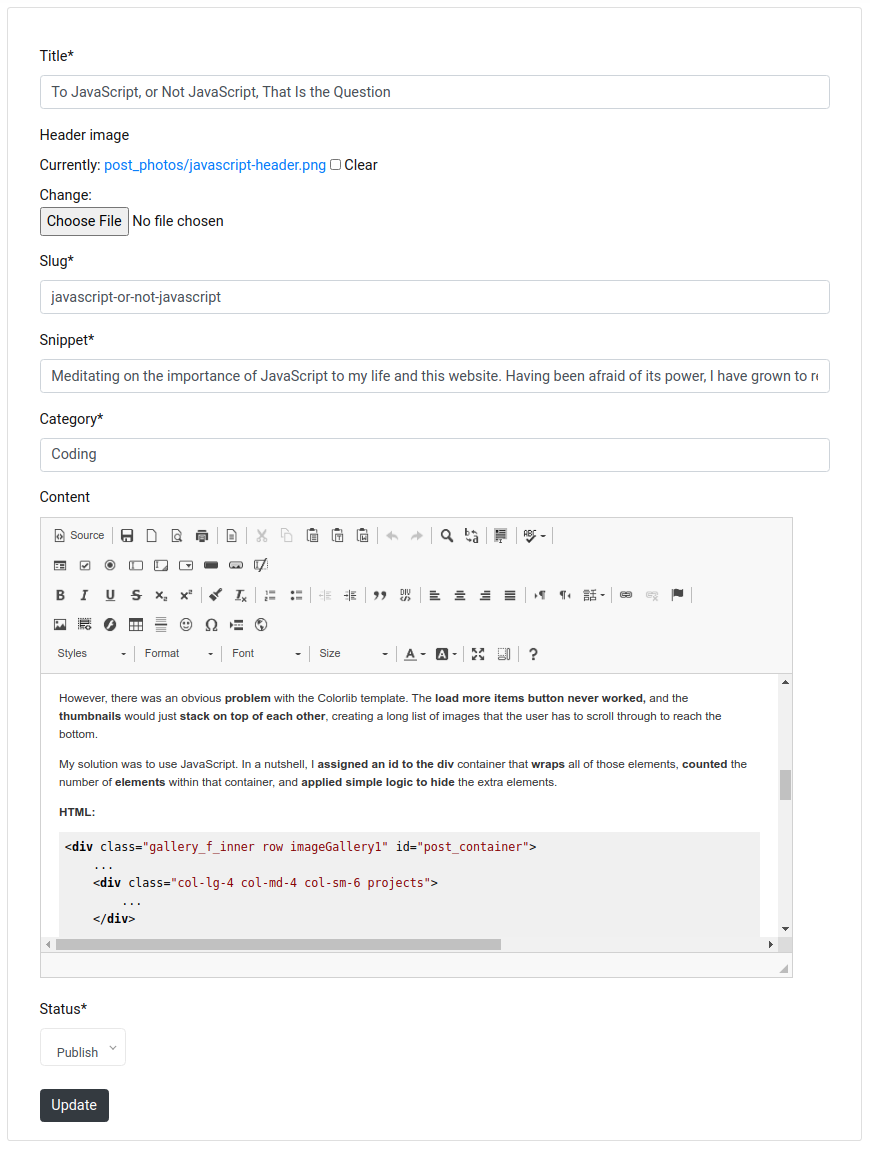 Title*
To JavaScript, or Not JavaScript, That Is the Question
Header image
Currently: post_photos/javascript-header.png Clear
Change:
Choose File No file chosen
Slug*
javascript-or-not-javascript
Snippet*
Meditating on the importance of JavaScript to my life and this website. Having been afraid of its power, I have grown to re
Category*
Coding
Content
Source
ABC
B I U S x₂ x² Tx
DIV
話
Styles Format Font Size A A ?
However, there was an obvious problem with the Colorlib template. The load more items button never worked, and the
thumbnails would just stack on top of each other, creating a long list of images that the user has to scroll through to reach the
bottom.
My solution was to use JavaScript. In a nutshell, I assigned an id to the div container that wraps all of those elements, counted the
number of elements within that container, and applied simple logic to hide the extra elements.
HTML:
<div class="gallery_f_inner row imageGallery1" id="post_container">
...
<div class="col-lg-4 col-md-4 col-sm-6 projects">
...
</div>
Status*
Publish
Update